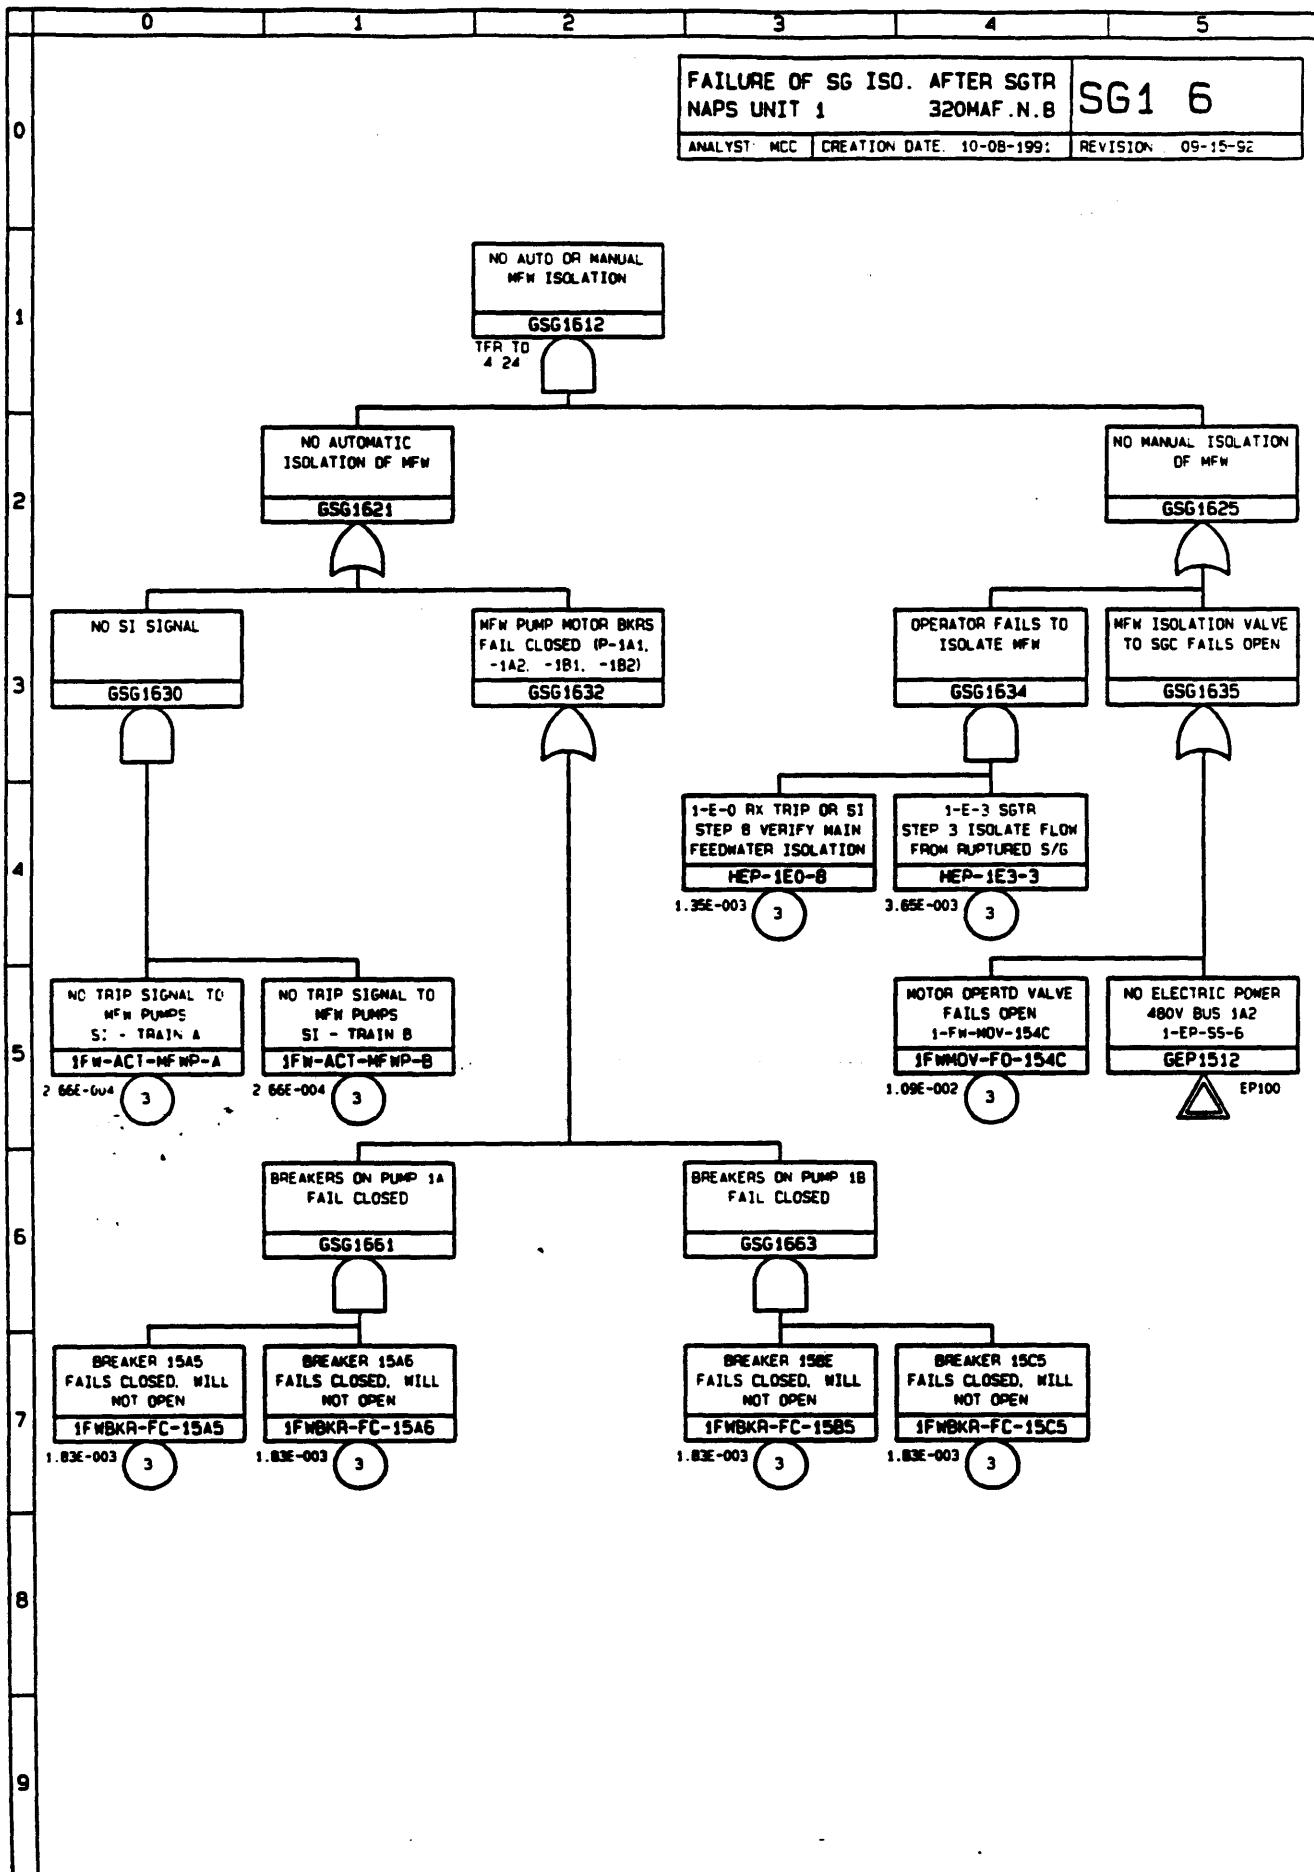 0 1 2 3 4 5
FAILURE OF SG ISO. AFTER SGTR
NAPS UNIT 1 320MAF.N.B
SG1 6
ANALYST: MCC CREATION DATE. 10-08-1991 REVISION 09-15-92
0
NO AUTO OR MANUAL
MFW ISOLATION
GSG1612
TFR TO
4 24
1
NO AUTOMATIC
ISOLATION OF MFW
GSG1621
NO MANUAL ISOLATION
OF MFW
GSG1625
2
NO SI SIGNAL
GSG1630
MFW PUMP MOTOR BKRS
FAIL CLOSED (P-1A1,
-1A2, -1B1, -1B2)
GSG1632
OPERATOR FAILS TO
ISOLATE MFW
GSG1634
MFW ISOLATION VALVE
TO SGC FAILS OPEN
GSG1635
3
1-E-0 RX TRIP OR SI
STEP 8 VERIFY MAIN
FEEDWATER ISOLATION
HEP-1E0-8
1.35E-003
3
1-E-3 SGTR
STEP 3 ISOLATE FLOW
FROM RUPTURED S/G
HEP-1E3-3
3.65E-003
3
4
NO TRIP SIGNAL TO
MFW PUMPS
SI - TRAIN A
1FW-ACT-MFWP-A
2 66E-004
3
NO TRIP SIGNAL TO
MFW PUMPS
SI - TRAIN B
1FW-ACT-MFWP-B
2 66E-004
3
MOTOR OPERTD VALVE
FAILS OPEN
1-FW-MOV-154C
1FWMOV-FO-154C
1.09E-002
3
NO ELECTRIC POWER
480V BUS 1A2
1-EP-SS-6
GEP1512
EP100
5
BREAKERS ON PUMP 1A
FAIL CLOSED
GSG1661
BREAKERS ON PUMP 1B
FAIL CLOSED
GSG1663
6
BREAKER 15A5
FAILS CLOSED, WILL
NOT OPEN
1FWBKR-FC-15A5
1.83E-003
3
BREAKER 15A6
FAILS CLOSED, WILL
NOT OPEN
1FWBKR-FC-15A6
1.83E-003
3
BREAKER 15BE
FAILS CLOSED, WILL
NOT OPEN
1FWBKR-FC-15B5
1.83E-003
3
BREAKER 15C5
FAILS CLOSED, WILL
NOT OPEN
1FWBKR-FC-15C5
1.83E-003
3
7
8
9